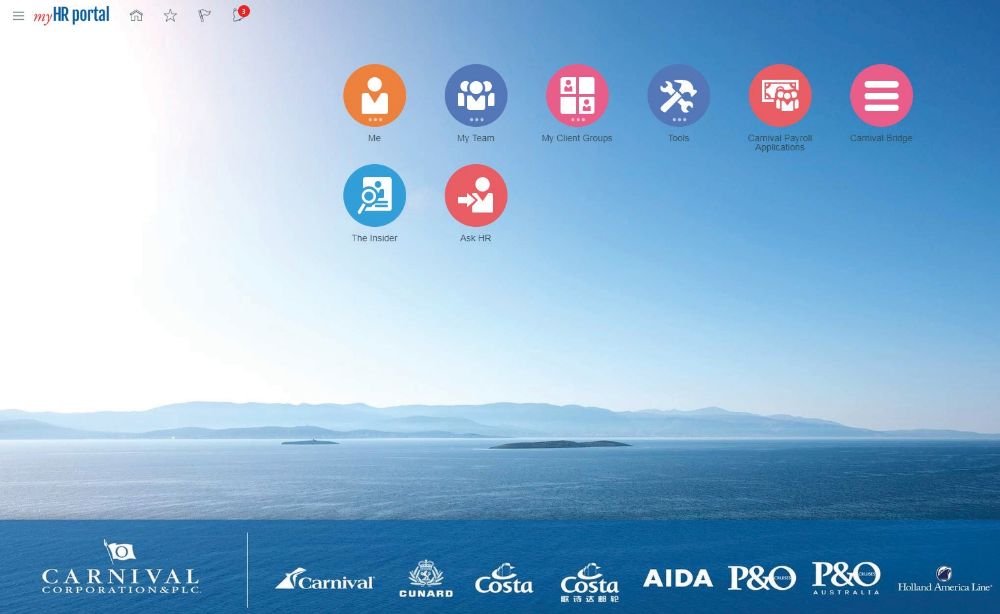 myHR portal
3
Me
My Team
My Client Groups
Tools
Carnival Payroll
Applications
Carnival Bridge
The Insider
Ask HR
CARNIVAL
CORPORATION&PLC.
Carnival®
CUNARD
Costa
Costa
歌诗达邮轮
AIDA
P&O
CRUISES
P&O
CRUISES
AUSTRALIA
Holland America Line®